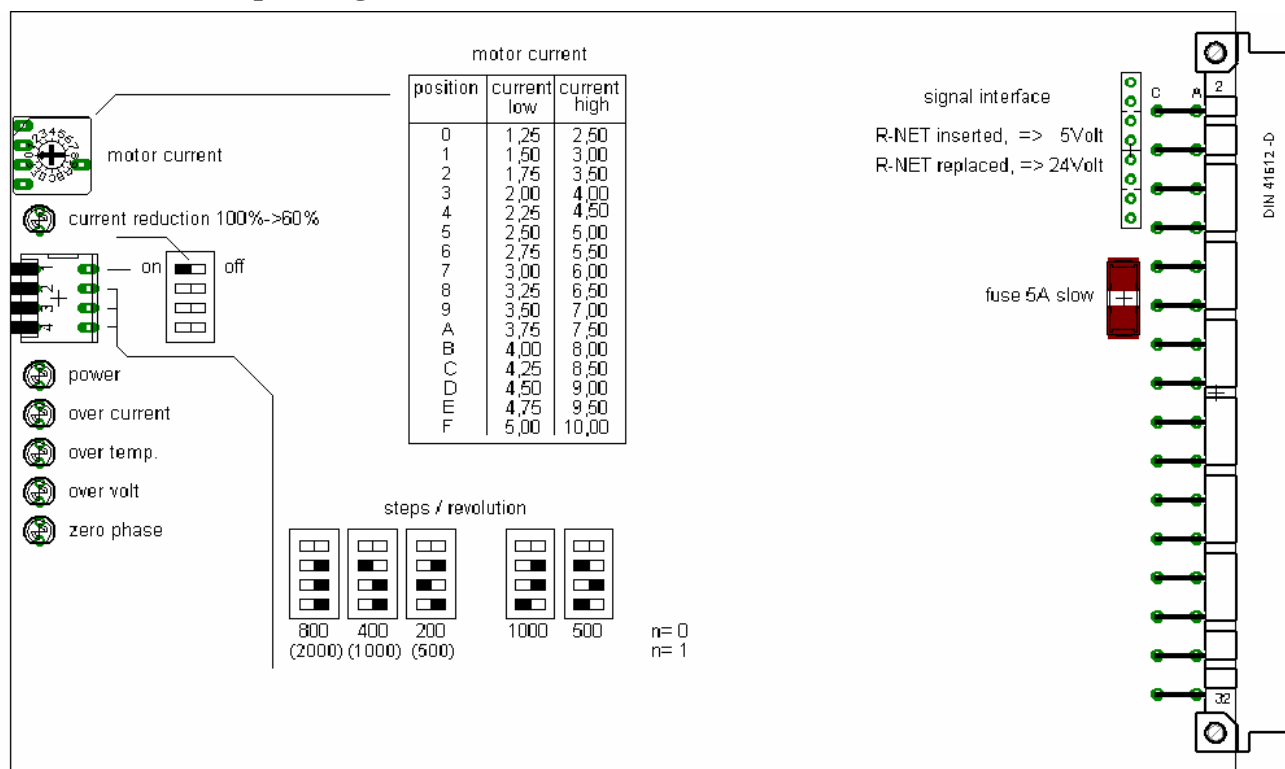 motor current
position current low current high
0 1,25 2,50
1 1,50 3,00
2 1,75 3,50
3 2,00 4,00
4 2,25 4,50
5 2,50 5,00
6 2,75 5,50
7 3,00 6,00
8 3,25 6,50
9 3,50 7,00
A 3,75 7,50
B 4,00 8,00
C 4,25 8,50
D 4,50 9,00
E 4,75 9,50
F 5,00 10,00
motor current
current reduction 100%->60%
on off
1
2
3
4
power
over current
over temp.
over volt
zero phase
steps / revolution
800 400 200 1000 500 n= 0
(2000) (1000) (500) n= 1
signal interface
R-NET inserted, => 5Volt
R-NET replaced, => 24Volt
fuse 5A slow
C A 2
32
DIN 41612 -D